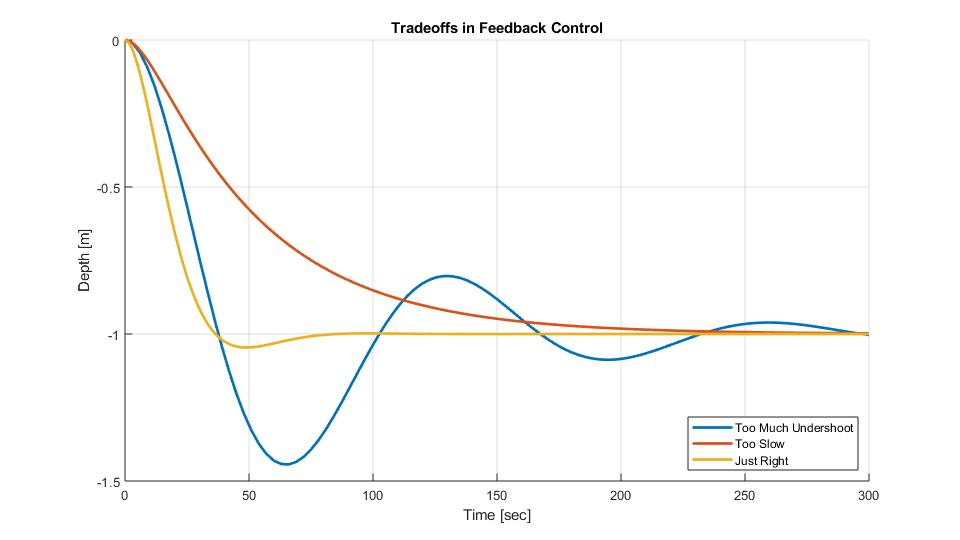 Tradeoffs in Feedback Control
0
-0.5
-1
-1.5
Depth [m]
0 50 100 150 200 250 300
Time [sec]
Too Much Undershoot
Too Slow
Just Right